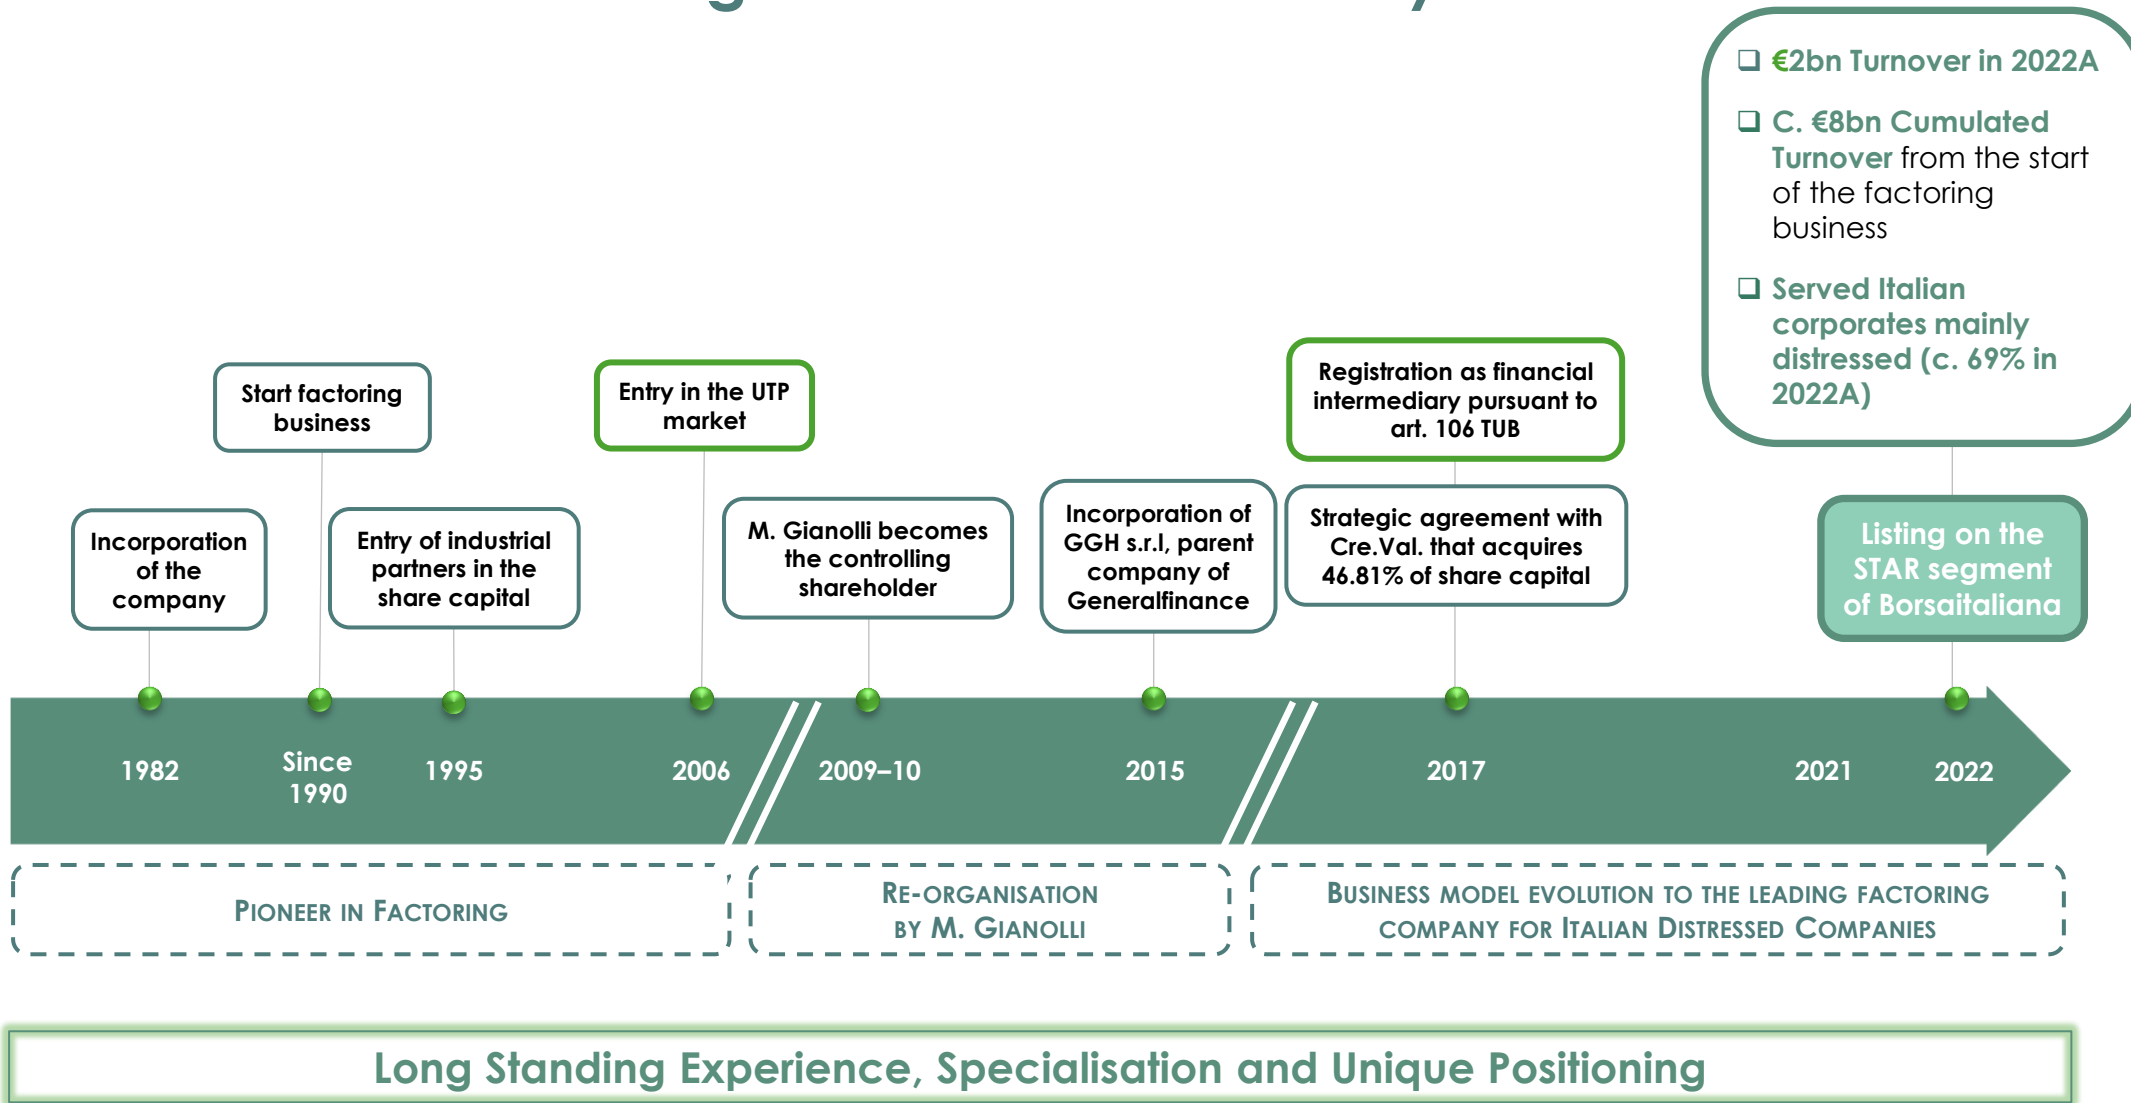 €2bn Turnover in 2022A
C. €8bn Cumulated
Turnover from the start
of the factoring
business
Served Italian
corporates mainly
distressed (c. 69% in
2022A)
Start factoring
business
Entry in the UTP
market
Registration as financial
intermediary pursuant to
art. 106 TUB
Incorporation
of the
company
Entry of industrial
partners in the
share capital
M. Gianolli becomes
the controlling
shareholder
Incorporation of
GGH s.r.l, parent
company of
Generalfinance
Strategic agreement with
Cre.Val. that acquires
46.81% of share capital
Listing on the
STAR segment
of Borsaitaliana
1982
Since
1990
1995
2006
2009–10
2015
2017
2021
2022
PIONEER IN FACTORING
RE-ORGANISATION
BY M. GIANOLLI
BUSINESS MODEL EVOLUTION TO THE LEADING FACTORING
COMPANY FOR ITALIAN DISTRESSED COMPANIES
Long Standing Experience, Specialisation and Unique Positioning